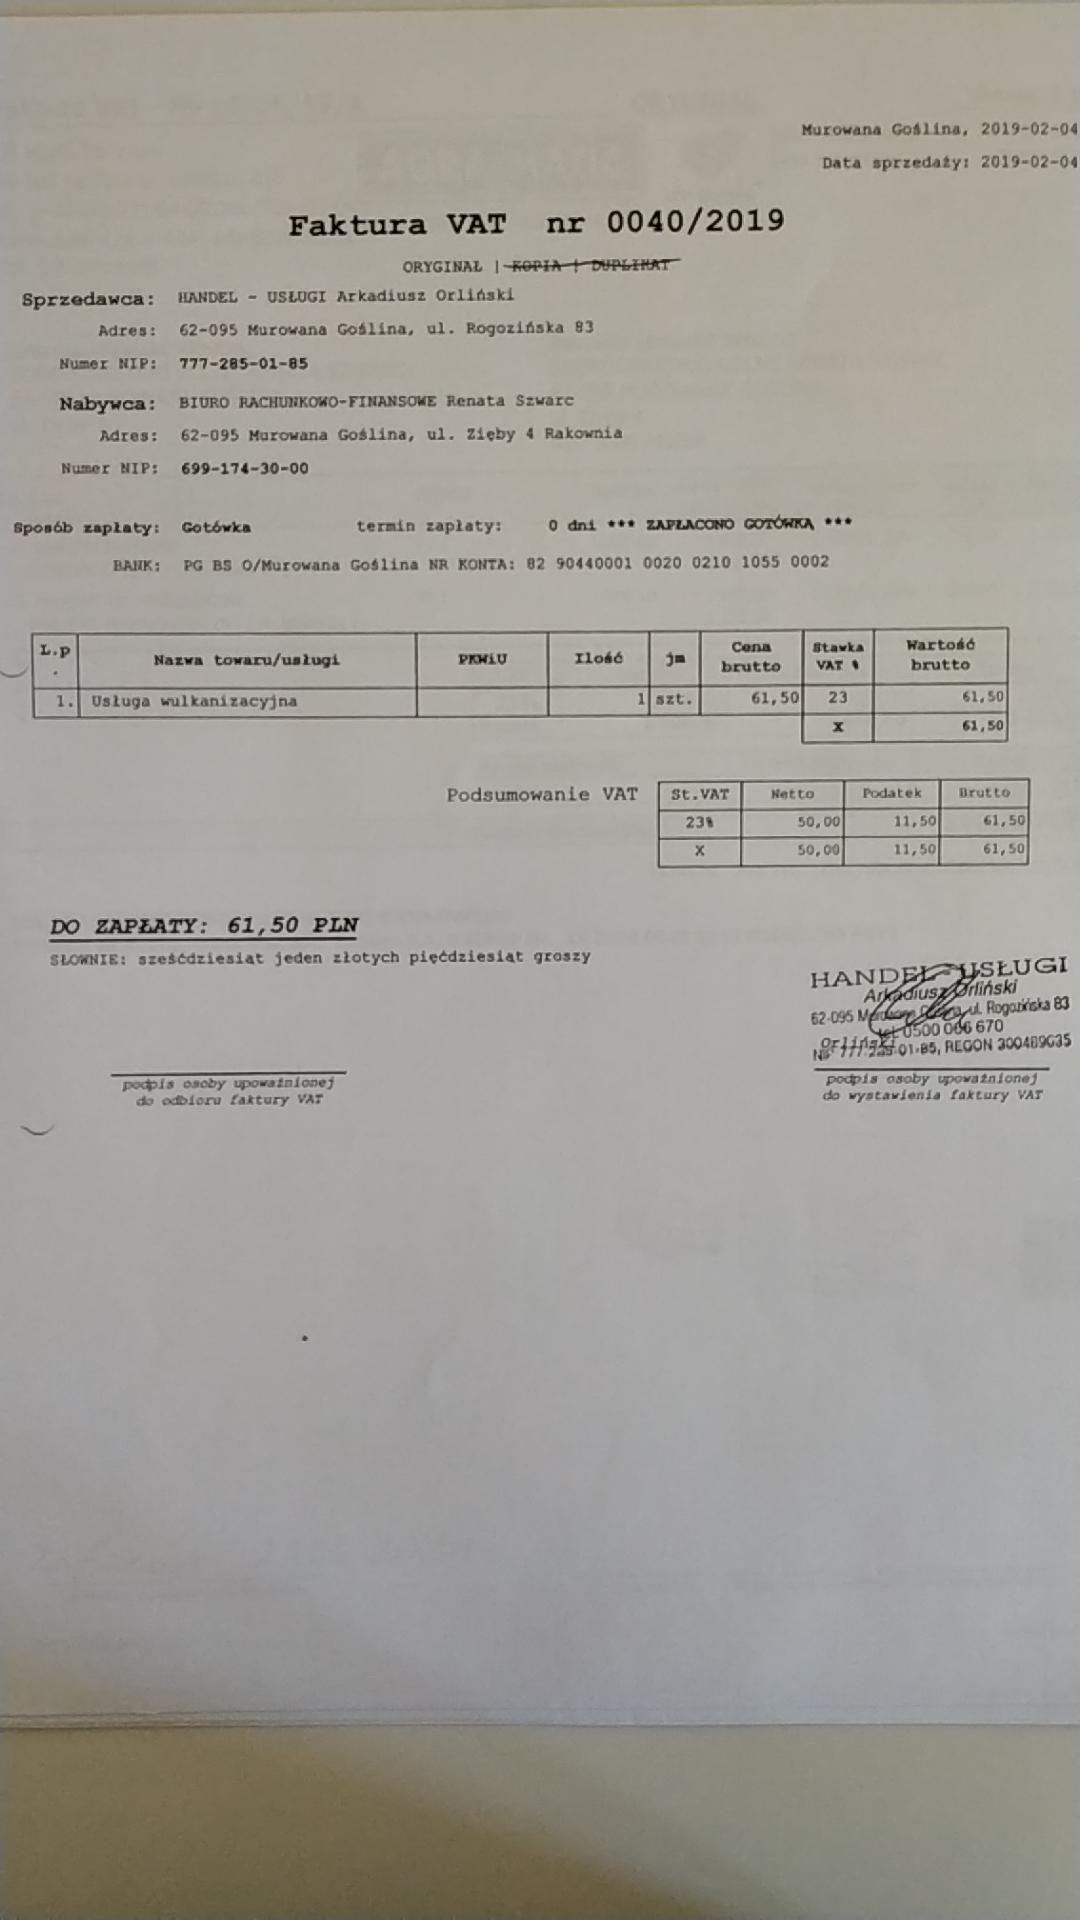 Murowana Goślina, 2019-02-04
Data sprzedaży: 2019-02-04
Faktura VAT nr 0040/2019
ORYGINAŁ | KOPIA | DUPLIKAT
Sprzedawca: HANDEL - USŁUGI Arkadiusz Orliński
Adres: 62-095 Murowana Goślina, ul. Rogozińska 83
Numer NIP: 777-285-01-85
Nabywca: BIURO RACHUNKOWO-FINANSOWE Renata Szwarc
Adres: 62-095 Murowana Goślina, ul. Zięby 4 Rakownia
Numer NIP: 699-174-30-00
Sposób zapłaty: Gotówka termin zapłaty: 0 dni *** ZAPŁACONO GOTÓWKĄ ***
BANK: PG BS O/Murowana Goślina NR KONTA: 82 90440001 0020 0210 1055 0002
L.p. Nazwa towaru/usługi PKWiU Ilość jm Cena brutto Stawka VAT % Wartość brutto
1. Usługa wulkanizacyjna 1 szt. 61,50 23 61,50
X 61,50
Podsumowanie VAT St.VAT Netto Podatek Brutto
23% 50,00 11,50 61,50
X 50,00 11,50 61,50
DO ZAPŁATY: 61,50 PLN
SŁOWNIE: sześćdziesiąt jeden złotych pięćdziesiąt groszy
HANDEL - USŁUGI
Arkadiusz Orliński
62-095 Murowana Goślina, ul. Rogozińska 83
tel. 0500 066 670
Orliński
NIP 777-285-01-85, REGON 300489035
podpis osoby upoważnionej
do odbioru faktury VAT
podpis osoby upoważnionej
do wystawienia faktury VAT